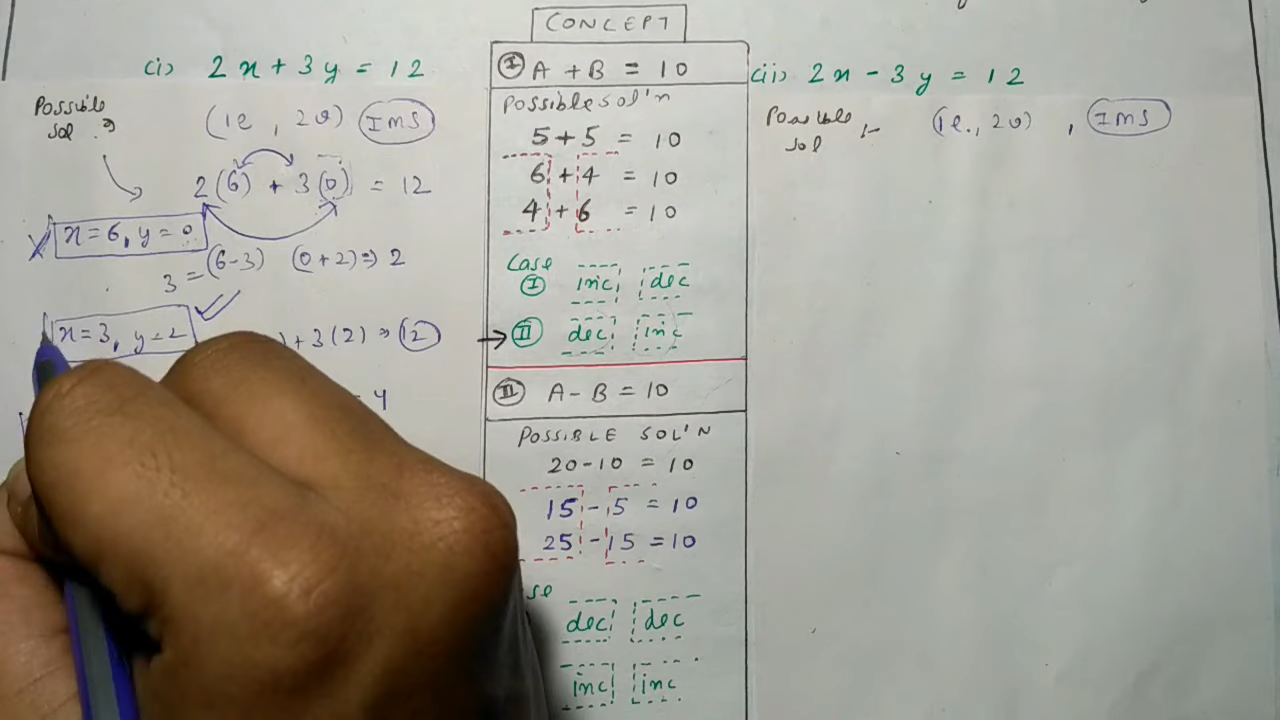 (i) 2x + 3y = 12
Possible
sol :-
(1e , 20) IMS
2(6) + 3(0) = 12
x = 6, y = 0
3 = (6-3) (0+2) => 2
x = 3, y = 2
) + 3(2) => 12
= 4
CONCEPT
I A + B = 10
Possible sol'n
5 + 5 = 10
6 + 4 = 10
4 + 6 = 10
Case
I inc dec
→ II dec inc
II A - B = 10
POSSIBLE SOL'N
20 - 10 = 10
15 - 5 = 10
25 - 15 = 10
se
dec dec
inc inc
(ii) 2x - 3y = 12
Possible
sol :-
(1e., 20) , IMS